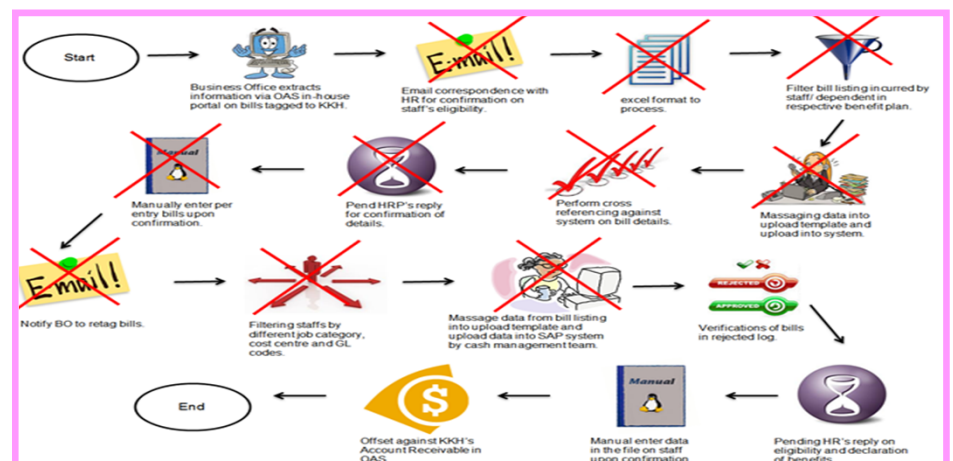 Start
Business Office extracts
information via OAS in-house
portal on bills tagged to KKH.
E-mail!
Email correspondence with
HR for confirmation on
staff's eligibility.
excel format to
process.
Filter bill listing incurred by
staff/ dependent in
respective benefit plan.
Manual
Manually enter per
entry bills upon
confirmation.
Pend HRP's reply
for confirmation of
details.
Perform cross
referencing against
system on bill details.
Massaging data into
upload template and
upload into system.
E-mail!
Notify BO to retag bills.
Filtering staffs by
different job category,
cost centre and GL
codes.
Massage data from bill listing
into upload template and
upload data into SAP system
by cash management team.
REJECTED
APPROVED
Verifications of bills
in rejected log.
End
Offset against KKH's
Account Receivable in
OAS.
Manual
Manual enter data
in the file on staff
upon confirmation
Pending HR's reply on
eligibility and declaration
of benefits